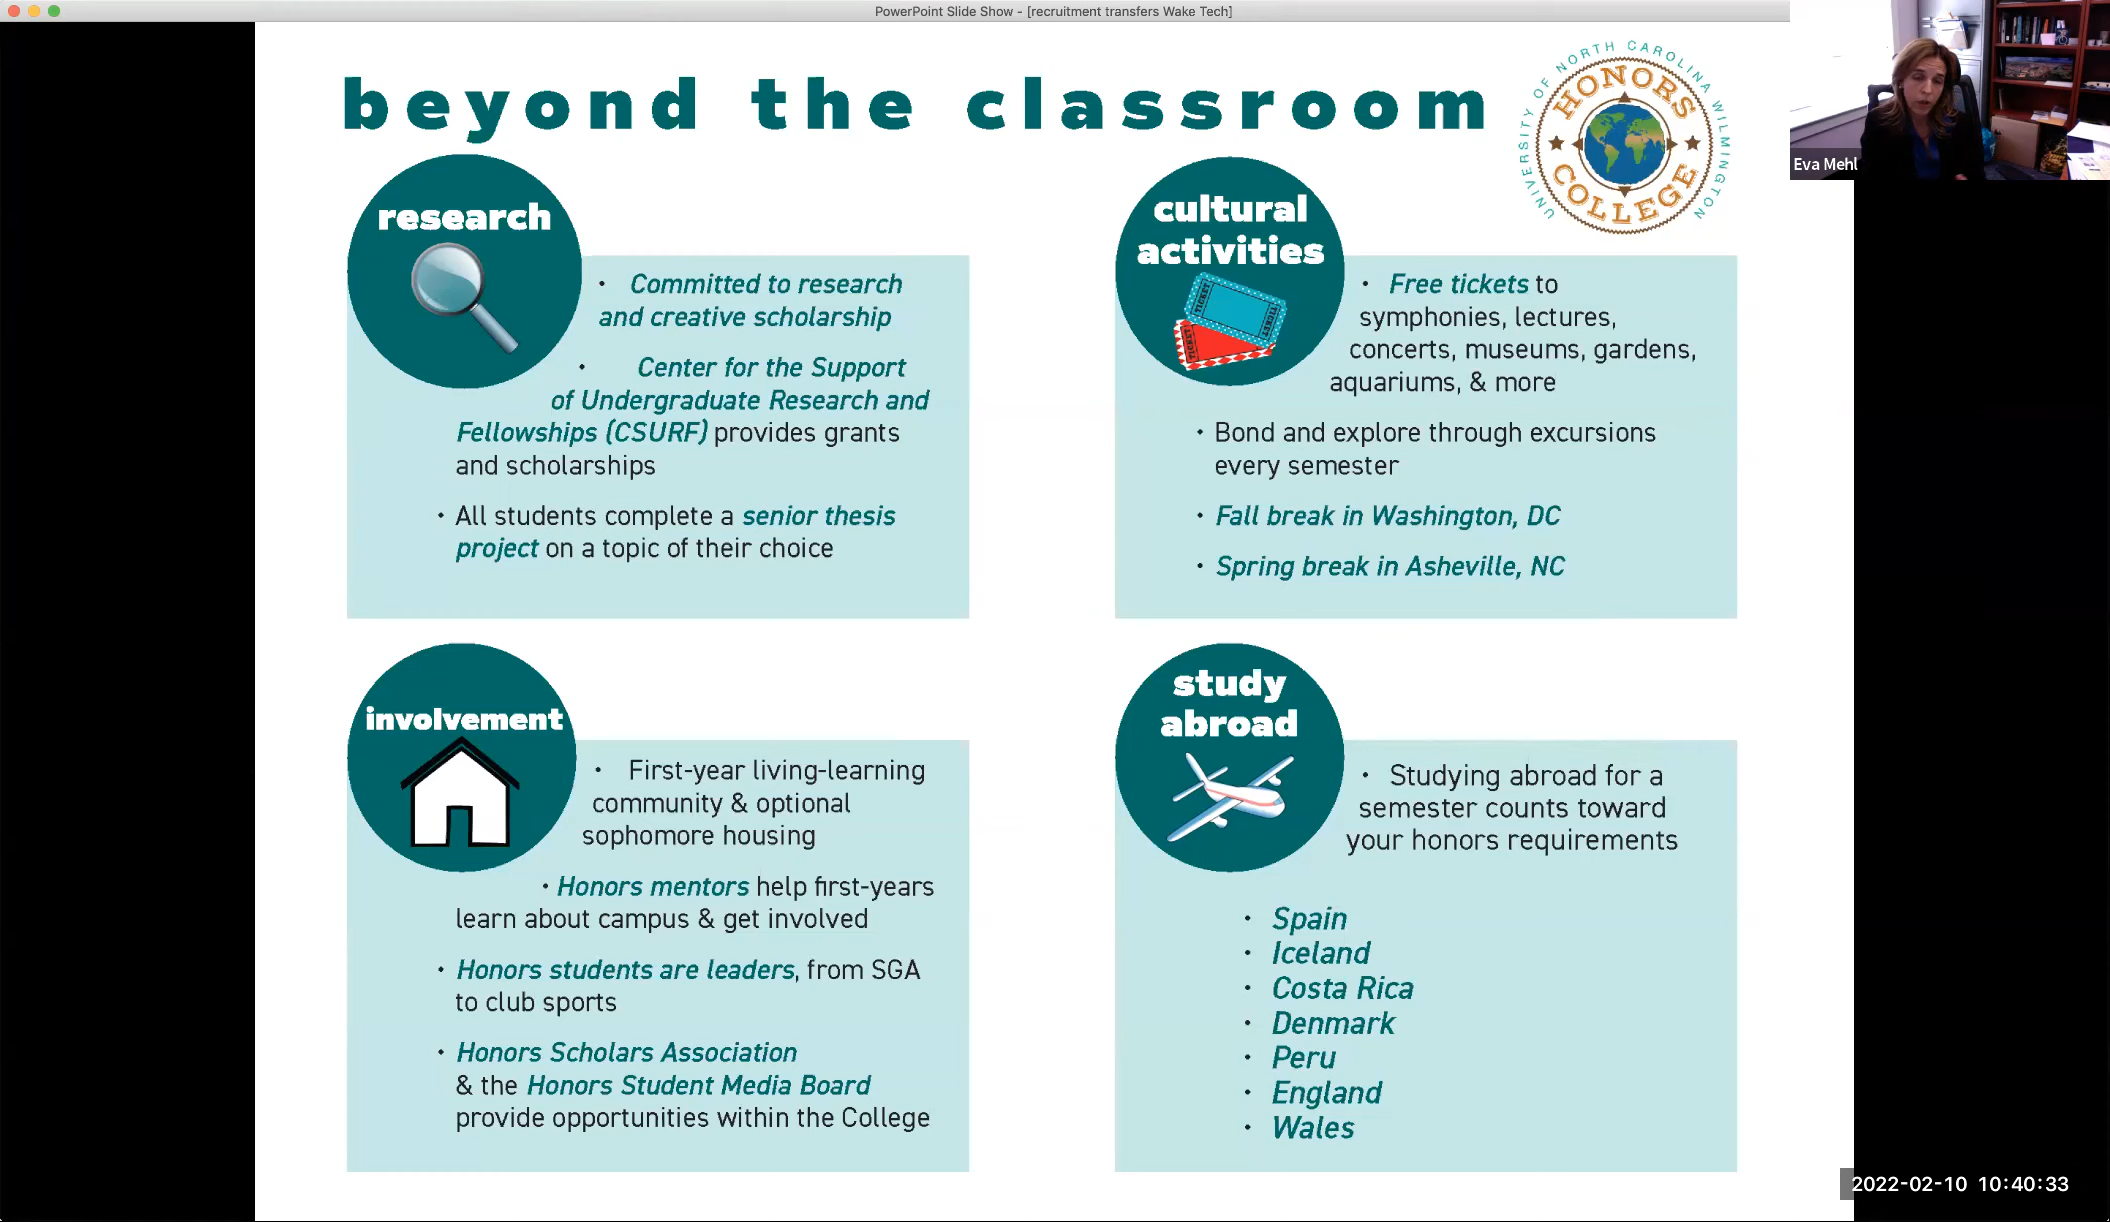 PowerPoint Slide Show - [recruitment transfers Wake Tech]
beyond the classroom
UNIVERSITY OF NORTH CAROLINA WILMINGTON
HONORS
COLLEGE
Eva Mehl
research
• Committed to research
and creative scholarship
• Center for the Support
of Undergraduate Research and
Fellowships (CSURF) provides grants
and scholarships
• All students complete a senior thesis
project on a topic of their choice
cultural
activities
TICKET
TICKET
TICKET
• Free tickets to
symphonies, lectures,
concerts, museums, gardens,
aquariums, & more
• Bond and explore through excursions
every semester
• Fall break in Washington, DC
• Spring break in Asheville, NC
involvement
• First-year living-learning
community & optional
sophomore housing
• Honors mentors help first-years
learn about campus & get involved
• Honors students are leaders, from SGA
to club sports
• Honors Scholars Association
& the Honors Student Media Board
provide opportunities within the College
study
abroad
• Studying abroad for a
semester counts toward
your honors requirements
• Spain
• Iceland
• Costa Rica
• Denmark
• Peru
• England
• Wales
2022-02-10 10:40:33